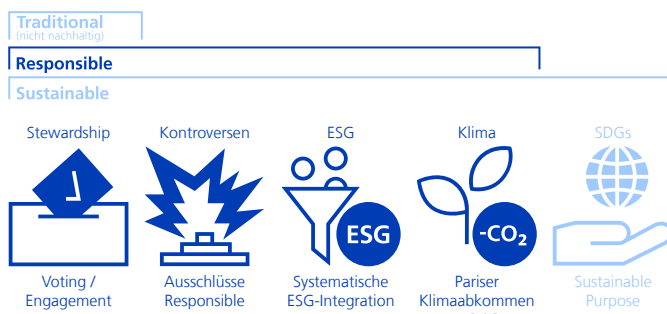 Traditional
(nicht nachhaltig)
Responsible
Sustainable
Stewardship
Kontroversen
ESG
Klima
SDGs
ESG
-CO₂
Voting /
Engagement
Ausschlüsse
Responsible
Systematische
ESG-Integration
Pariser
Klimaabkommen
Sustainable
Purpose